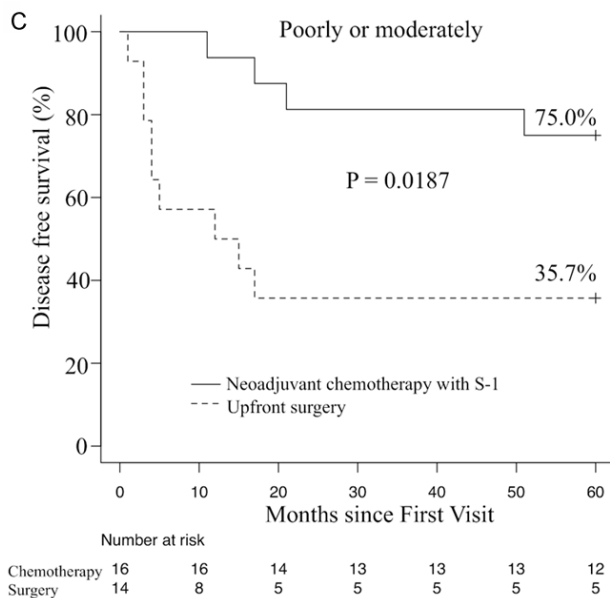 C
Poorly or moderately
Disease free survival (%)
100
80
60
40
20
0
75.0%
P = 0.0187
35.7%
Neoadjuvant chemotherapy with S-1
Upfront surgery
0 10 20 30 40 50 60
Months since First Visit
Number at risk
Chemotherapy 16 16 14 13 13 13 12
Surgery 14 8 5 5 5 5 5